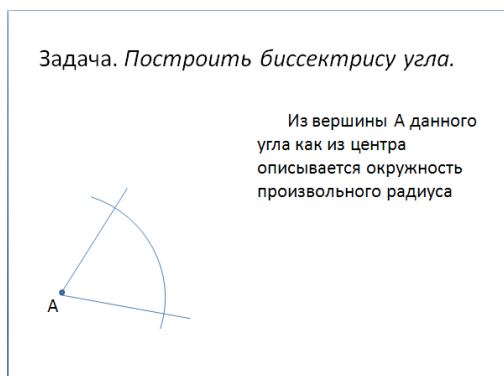 Задача. Построить биссектрису угла.
Из вершины А данного
угла как из центра
описывается окружность
произвольного радиуса
А